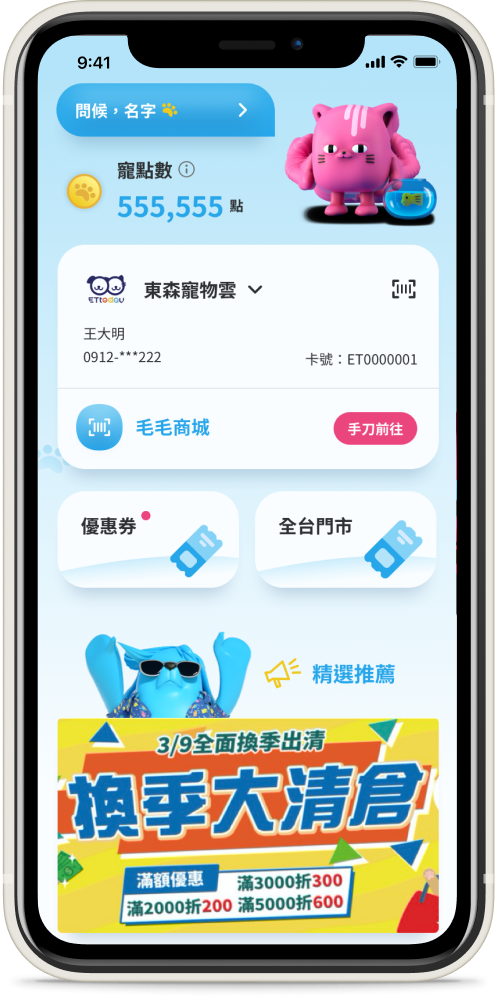 9:41
問候，名字
寵點數
555,555 點
ETtoday
東森寵物雲
王大明
0912-***222
卡號：ET0000001
毛毛商城
手刀前往
優惠券
全台門市
精選推薦
3/9全面換季出清
換季大清倉
滿額優惠
滿3000折300
滿2000折200 滿5000折600